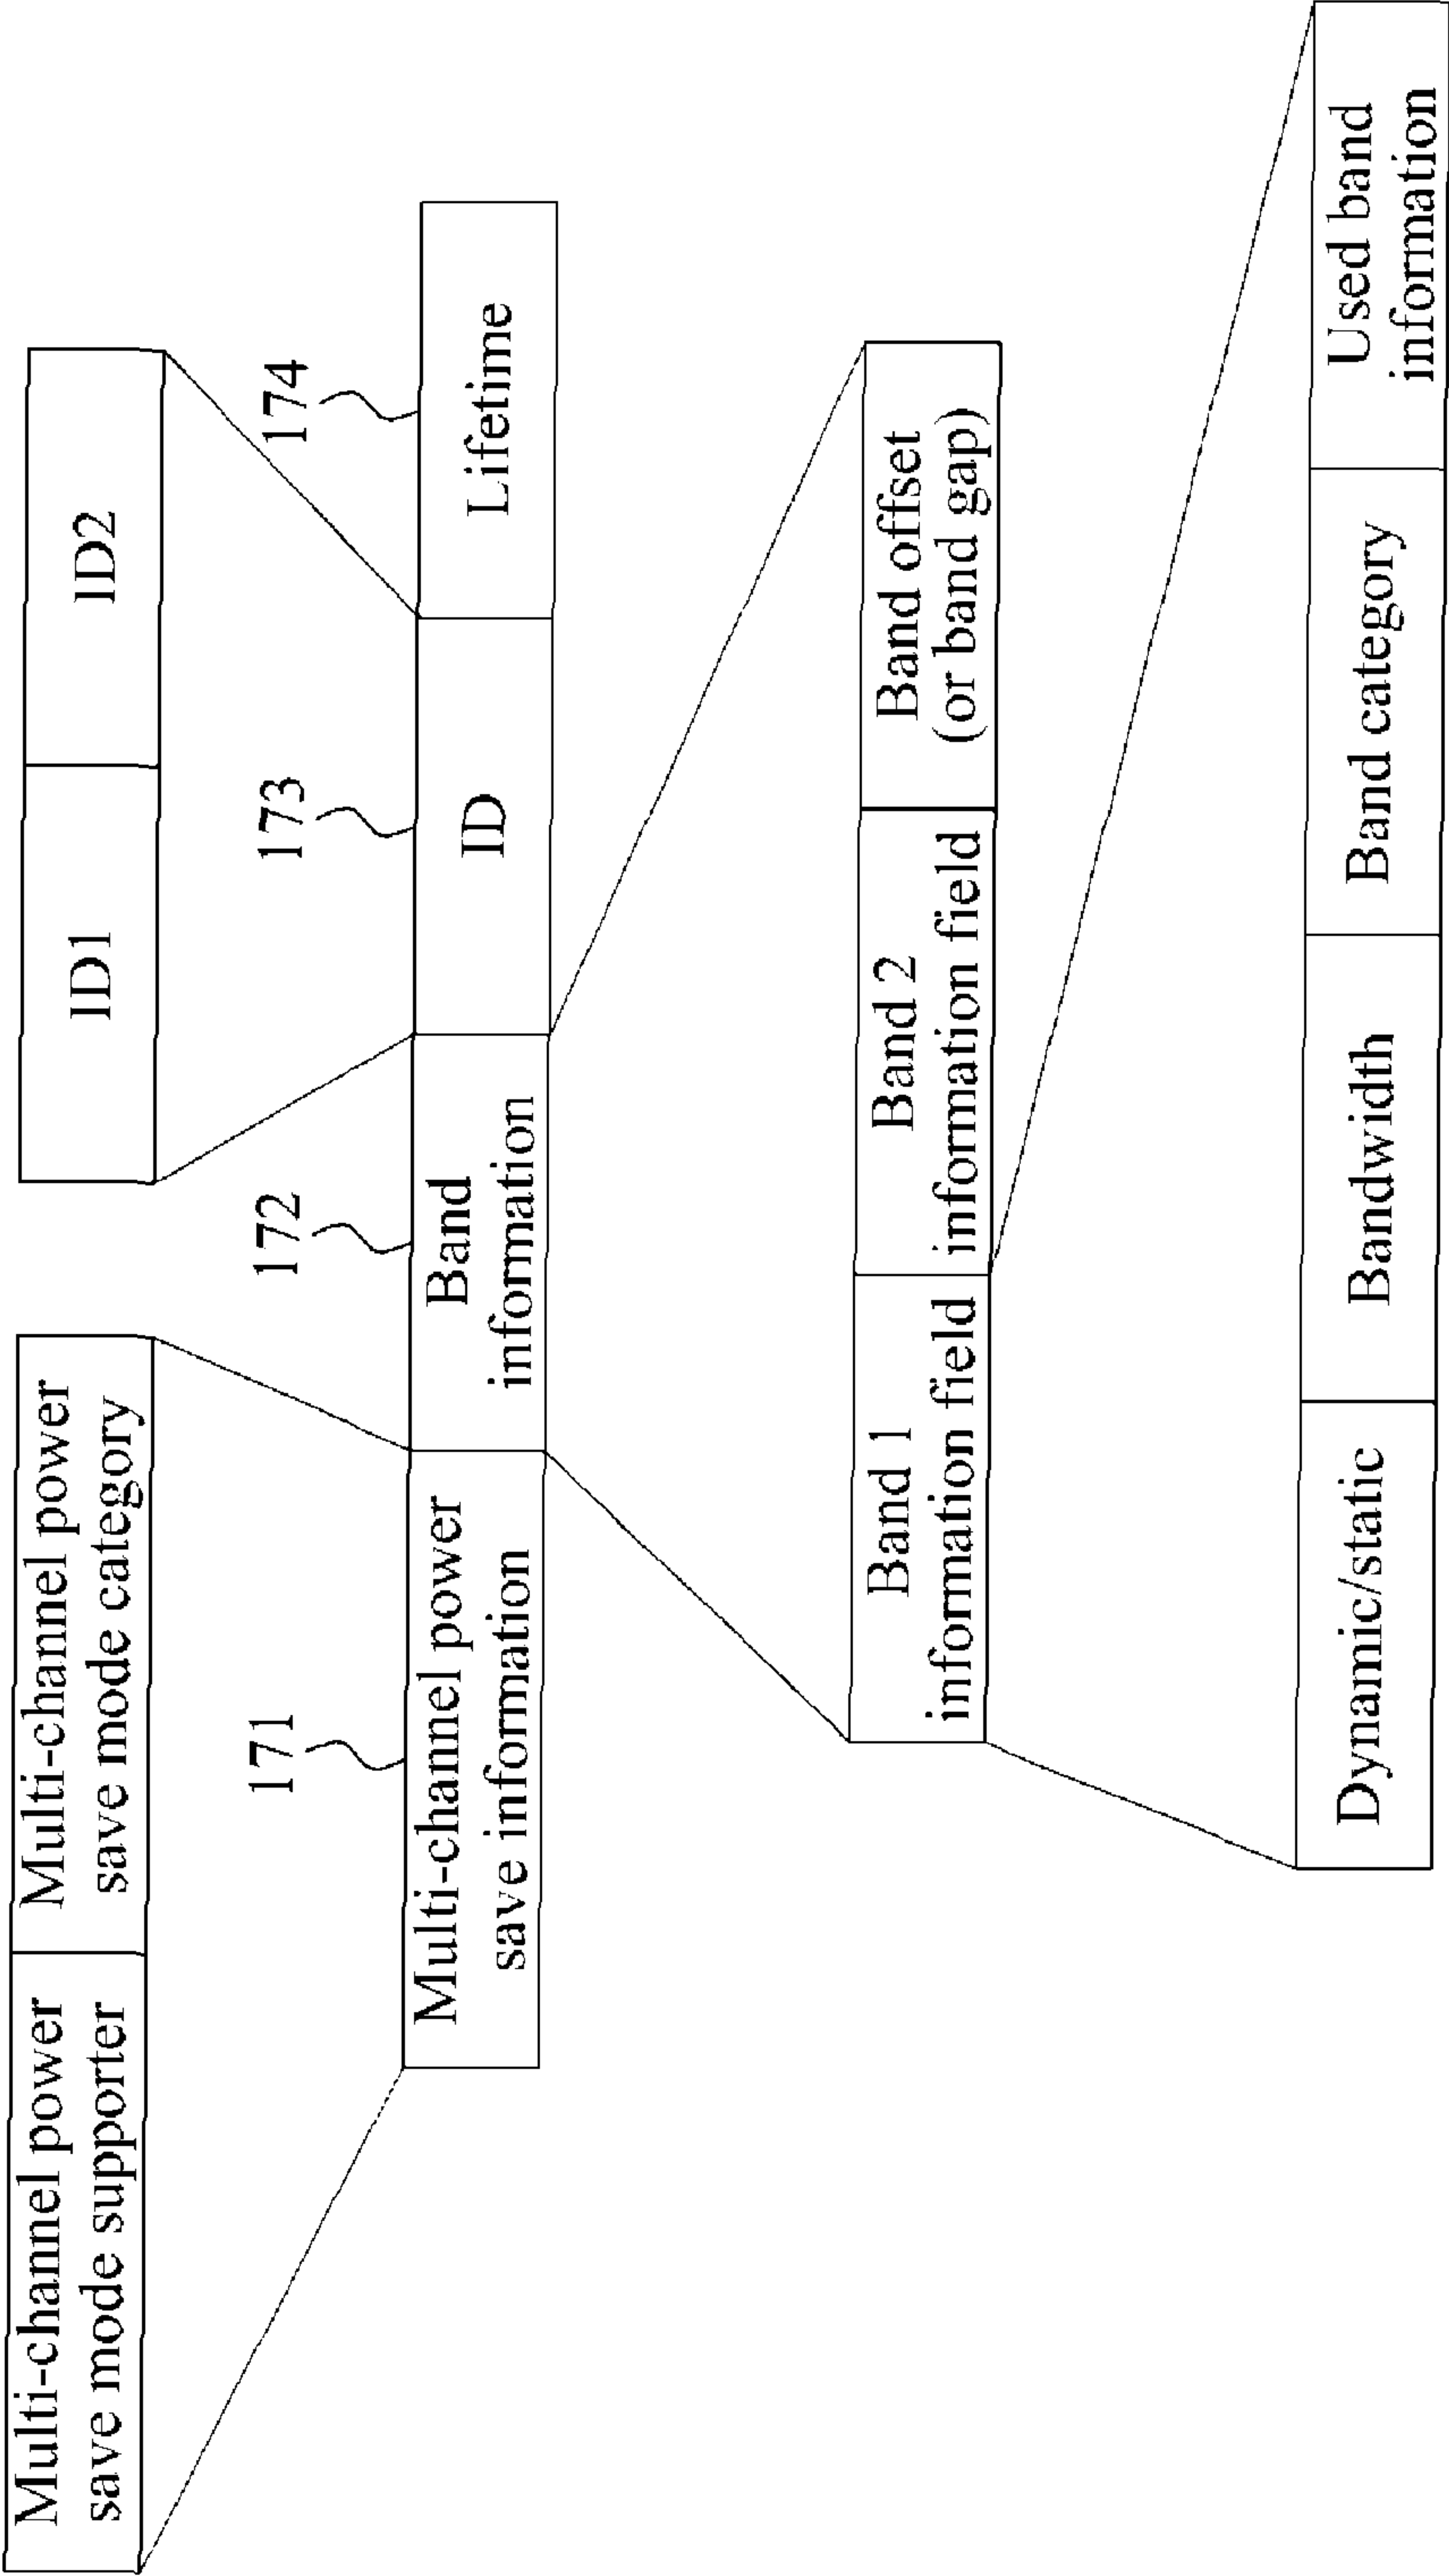 Multi-channel power
save mode supporter
Multi-channel power
save mode category
ID1
ID2
171
172
173
174
Multi-channel power
save information
Band
information
ID
Lifetime
Band 1
information field
Band 2
information field
Band offset
(or band gap)
Dynamic/static
Bandwidth
Band category
Used band
information